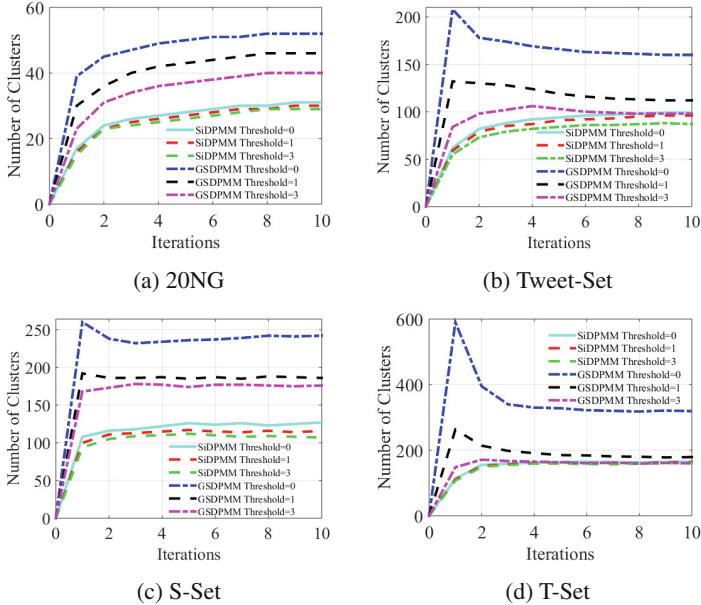 60
40
20
0
Number of Clusters
SiDPMM Threshold=0
SiDPMM Threshold=1
SiDPMM Threshold=3
GSDPMM Threshold=0
GSDPMM Threshold=1
GSDPMM Threshold=3
0 2 4 6 8 10
Iterations
(a) 20NG
200
150
100
50
0
Number of Clusters
SiDPMM Threshold=0
SiDPMM Threshold=1
SiDPMM Threshold=3
GSDPMM Threshold=0
GSDPMM Threshold=1
GSDPMM Threshold=3
0 2 4 6 8 10
Iterations
(b) Tweet-Set
250
200
150
100
50
0
Number of Clusters
SiDPMM Threshold=0
SiDPMM Threshold=1
SiDPMM Threshold=3
GSDPMM Threshold=0
GSDPMM Threshold=1
GSDPMM Threshold=3
0 2 4 6 8 10
Iterations
(c) S-Set
600
400
200
0
Number of Clusters
SiDPMM Threshold=0
SiDPMM Threshold=1
SiDPMM Threshold=3
GSDPMM Threshold=0
GSDPMM Threshold=1
GSDPMM Threshold=3
0 2 4 6 8 10
Iterations
(d) T-Set